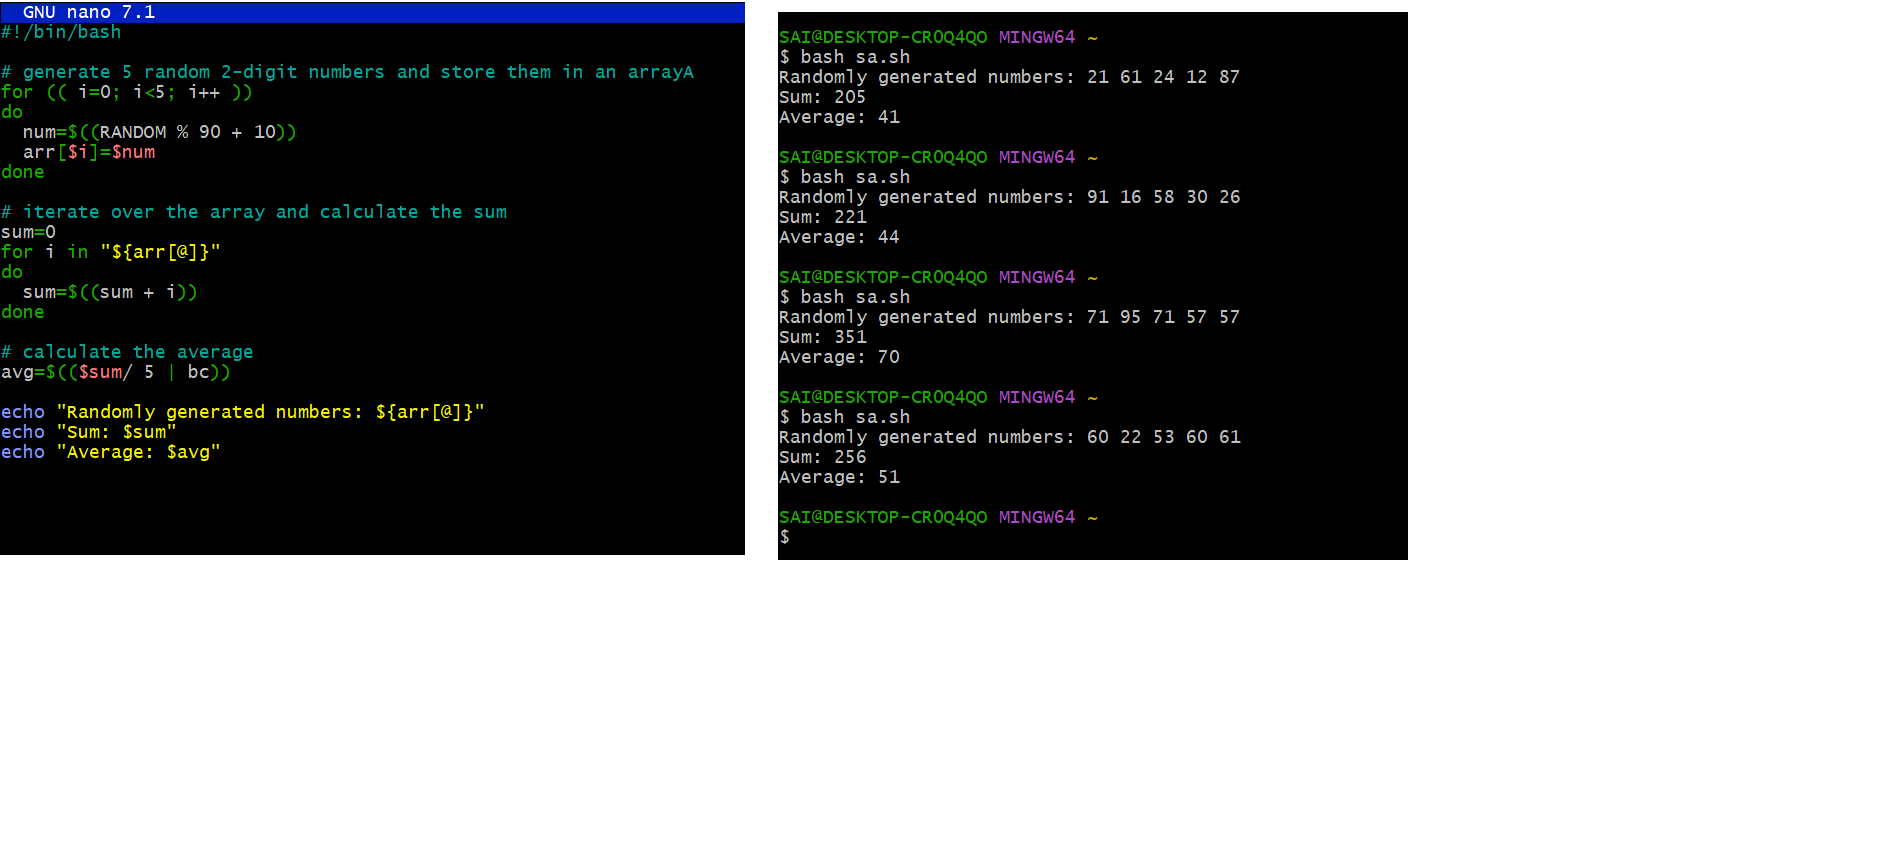 GNU nano 7.1
#!/bin/bash
# generate 5 random 2-digit numbers and store them in an arrayA
for (( i=0; i<5; i++ ))
do
  num=$((RANDOM % 90 + 10))
  arr[$i]=$num
done
# iterate over the array and calculate the sum
sum=0
for i in "${arr[@]}"
do
  sum=$((sum + i))
done
# calculate the average
avg=$(($sum/ 5 | bc))
echo "Randomly generated numbers: ${arr[@]}"
echo "Sum: $sum"
echo "Average: $avg"
SAI@DESKTOP-CR0Q4QO MINGW64 ~
$ bash sa.sh
Randomly generated numbers: 21 61 24 12 87
Sum: 205
Average: 41
SAI@DESKTOP-CR0Q4QO MINGW64 ~
$ bash sa.sh
Randomly generated numbers: 91 16 58 30 26
Sum: 221
Average: 44
SAI@DESKTOP-CR0Q4QO MINGW64 ~
$ bash sa.sh
Randomly generated numbers: 71 95 71 57 57
Sum: 351
Average: 70
SAI@DESKTOP-CR0Q4QO MINGW64 ~
$ bash sa.sh
Randomly generated numbers: 60 22 53 60 61
Sum: 256
Average: 51
SAI@DESKTOP-CR0Q4QO MINGW64 ~
$